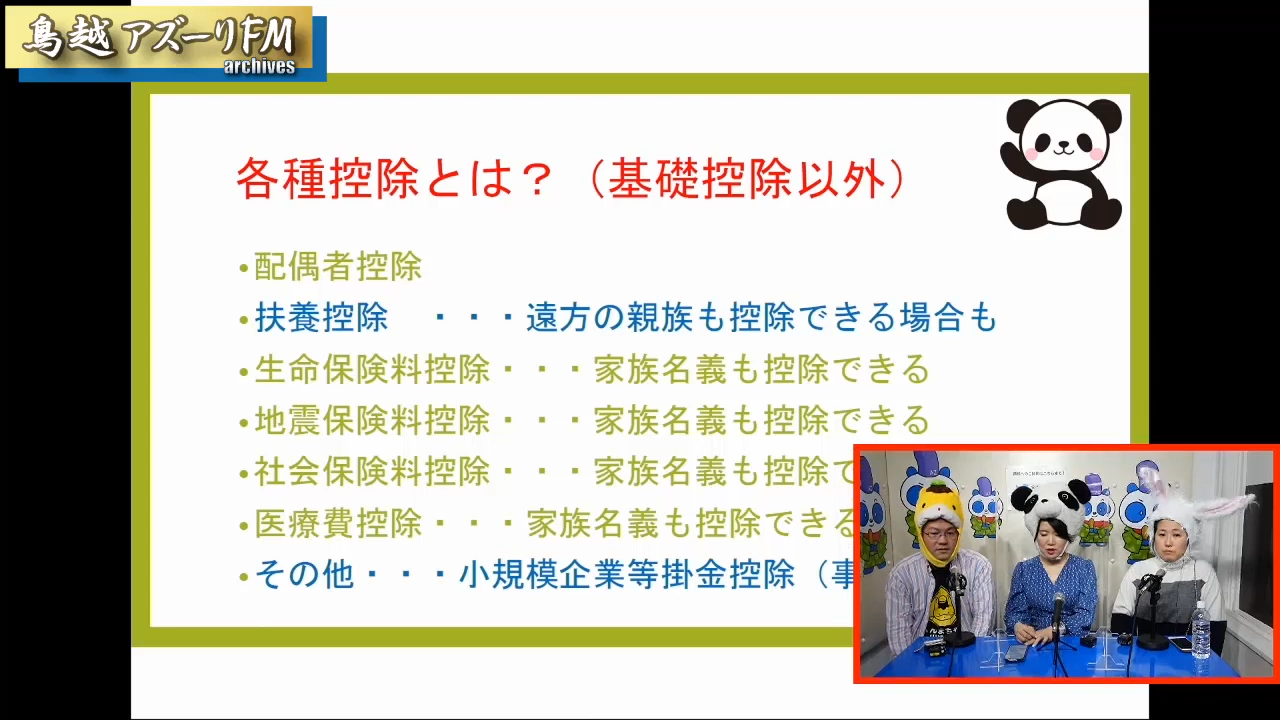 鳥越アズーリFM
archives
各種控除とは？（基礎控除以外）
•配偶者控除
•扶養控除　・・・遠方の親族も控除できる場合も
•生命保険料控除・・・家族名義も控除できる
•地震保険料控除・・・家族名義も控除できる
•社会保険料控除・・・家族名義も控除で
•医療費控除・・・家族名義も控除できる
•その他・・・小規模企業等掛金控除（事